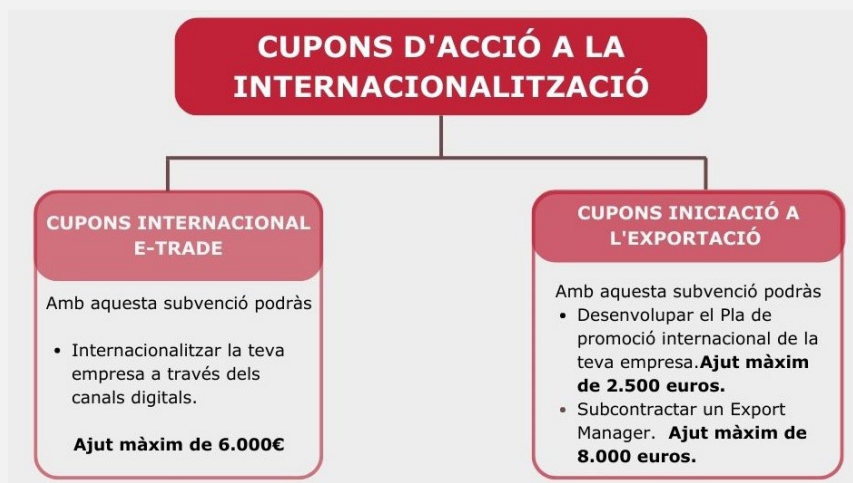 CUPONS D'ACCIÓ A LA
INTERNACIONALITZACIÓ
CUPONS INTERNACIONAL
E-TRADE
Amb aquesta subvenció podràs
• Internacionalitzar la teva
empresa a través dels
canals digitals.
Ajut màxim de 6.000€
CUPONS INICIACIÓ A
L'EXPORTACIÓ
Amb aquesta subvenció podràs
• Desenvolupar el Pla de
promoció internacional de la
teva empresa.Ajut màxim
de 2.500 euros.
• Subcontractar un Export
Manager. Ajut màxim de
8.000 euros.